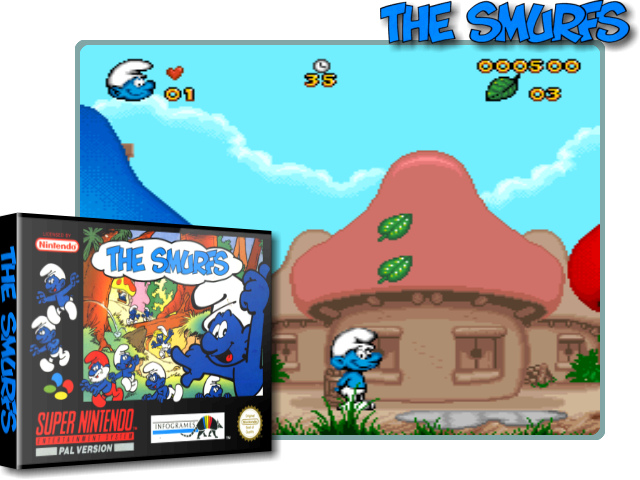 THE SMURFS
01
35
000500
03
LICENSED BY
Nintendo
THE SMURFS
THE SMURFS
SUPER NINTENDO
ENTERTAINMENT SYSTEM
PAL VERSION
INFOGRAMES
TM